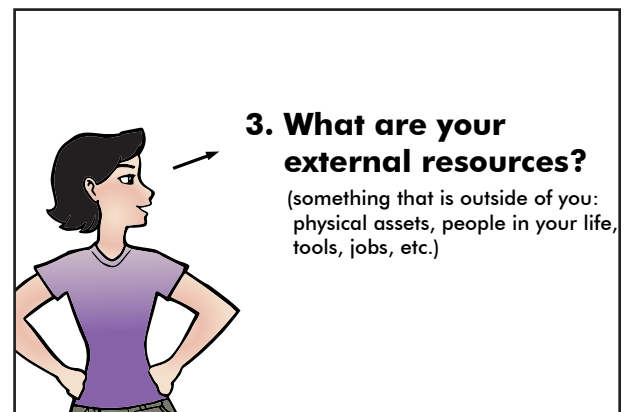 3. What are your
external resources?
(something that is outside of you:
physical assets, people in your life,
tools, jobs, etc.)